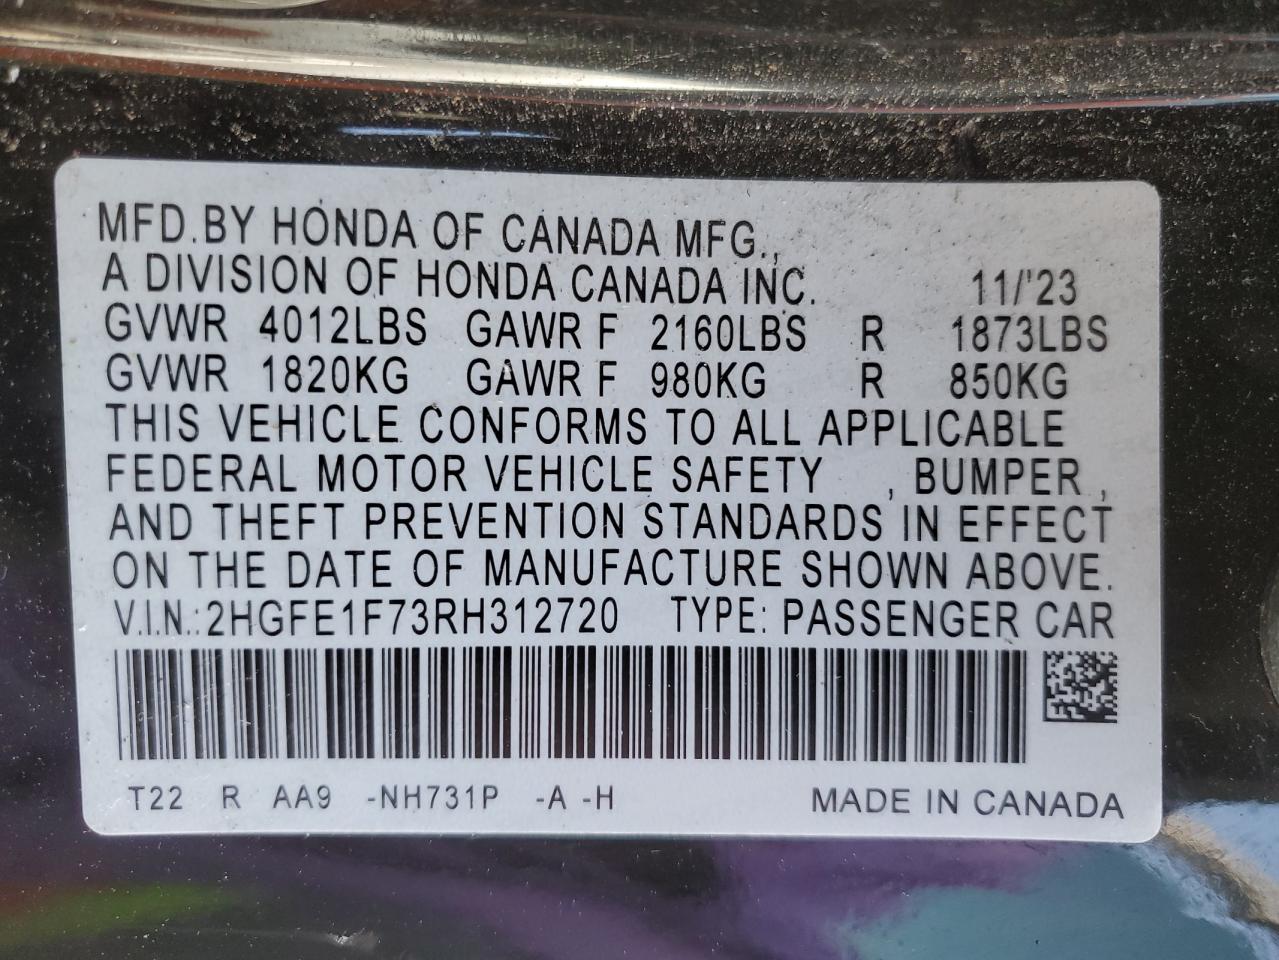 MFD.BY HONDA OF CANADA MFG.,
A DIVISION OF HONDA CANADA INC. 11/'23
GVWR 4012LBS GAWR F 2160LBS R 1873LBS
GVWR 1820KG GAWR F 980KG R 850KG
THIS VEHICLE CONFORMS TO ALL APPLICABLE
FEDERAL MOTOR VEHICLE SAFETY , BUMPER ,
AND THEFT PREVENTION STANDARDS IN EFFECT
ON THE DATE OF MANUFACTURE SHOWN ABOVE.
V.I.N.:2HGFE1F73RH312720 TYPE: PASSENGER CAR
T22 R AA9 -NH731P -A -H MADE IN CANADA